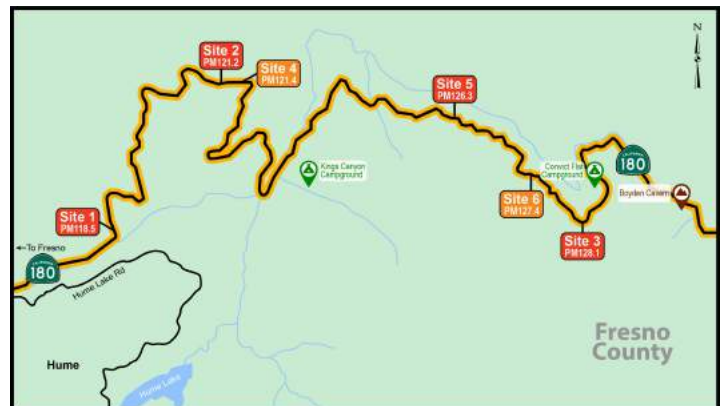 N
Site 2
PM121.2
Site 4
PM121.4
Site 5
PM126.3
Kings Canyon
Campground
Convict Flat
Campground
CALIFORNIA
180
Boyden Cavern
Site 6
PM127.4
Site 1
PM118.5
Site 3
PM128.1
To Fresno
CALIFORNIA
180
Hume Lake Rd
Fresno
County
Hume
Hume Lake